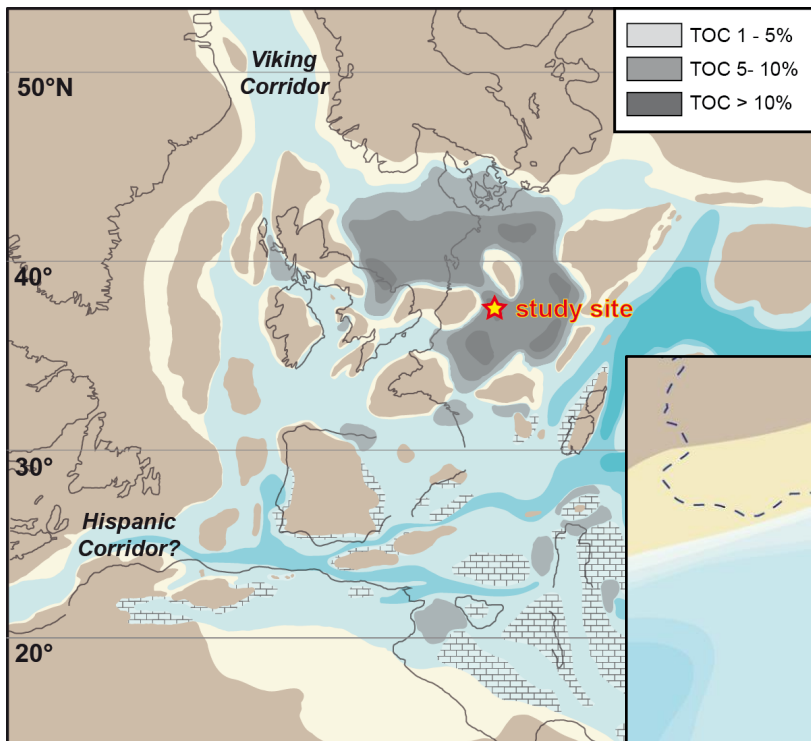 Viking
Corridor
TOC 1 - 5%
TOC 5- 10%
TOC > 10%
50°N
40°
study site
30°
Hispanic
Corridor?
20°